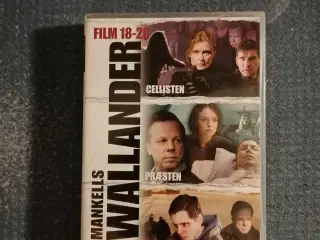 FILM 18-20
MANKELLS
WALLANDER
CELLISTEN
PRÆSTEN